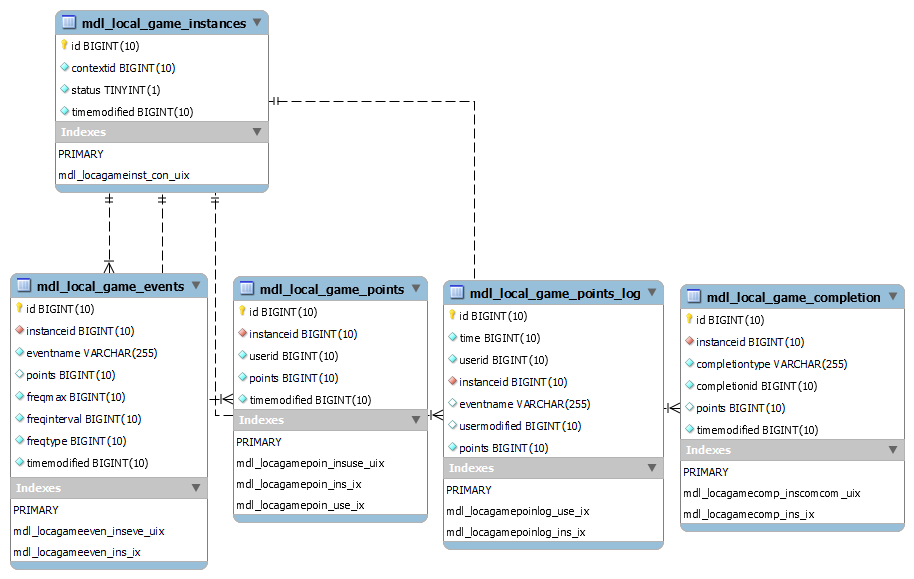 mdl_local_game_instances
id BIGINT(10)
contextid BIGINT(10)
status TINYINT(1)
timemodified BIGINT(10)
Indexes
PRIMARY
mdl_locagameinst_con_uix
mdl_local_game_events
id BIGINT(10)
instanceid BIGINT(10)
eventname VARCHAR(255)
points BIGINT(10)
freqmax BIGINT(10)
freqinterval BIGINT(10)
freqtype BIGINT(10)
timemodified BIGINT(10)
Indexes
PRIMARY
mdl_locagameeven_inseve_uix
mdl_locagameeven_ins_ix
mdl_local_game_points
id BIGINT(10)
instanceid BIGINT(10)
userid BIGINT(10)
points BIGINT(10)
timemodified BIGINT(10)
Indexes
PRIMARY
mdl_locagamepoin_insuse_uix
mdl_locagamepoin_ins_ix
mdl_locagamepoin_use_ix
mdl_local_game_points_log
id BIGINT(10)
time BIGINT(10)
userid BIGINT(10)
instanceid BIGINT(10)
eventname VARCHAR(255)
usermodified BIGINT(10)
points BIGINT(10)
Indexes
PRIMARY
mdl_locagamepoinlog_use_ix
mdl_locagamepoinlog_ins_ix
mdl_local_game_completion
id BIGINT(10)
instanceid BIGINT(10)
completiontype VARCHAR(255)
completionid BIGINT(10)
points BIGINT(10)
timemodified BIGINT(10)
Indexes
PRIMARY
mdl_locagamecomp_inscomcom_uix
mdl_locagamecomp_ins_ix